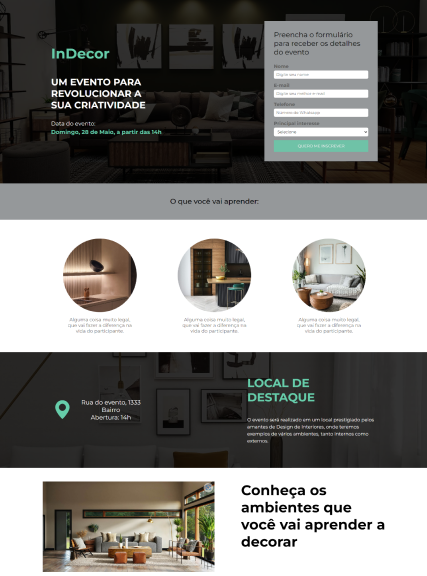 InDecor
UM EVENTO PARA
REVOLUCIONAR A
SUA CRIATIVIDADE
Data do evento:
Domingo, 28 de Maio, a partir das 14h
Preencha o formulário
para receber os detalhes
do evento
Nome
Digite seu nome
E-mail
Digite seu melhor e-mail
Telefone
Número de Whatsapp
Principal interesse
Selecione
QUERO ME INSCREVER
O que você vai aprender:
Alguma coisa muito legal,
que vai fazer a diferença na
vida do participante.
Alguma coisa muito legal,
que vai fazer a diferença na
vida do participante.
Alguma coisa muito legal,
que vai fazer a diferença na
vida do participante.
Rua do evento, 1333
Bairro
Abertura: 14h
LOCAL DE
DESTAQUE
O evento será realizado em um local prestigiado pelos
amantes de Design de Interiores, onde teremos
exemplos de vários ambientes, tanto internos como
externos.
Conheça os
ambientes que
você vai aprender a
decorar